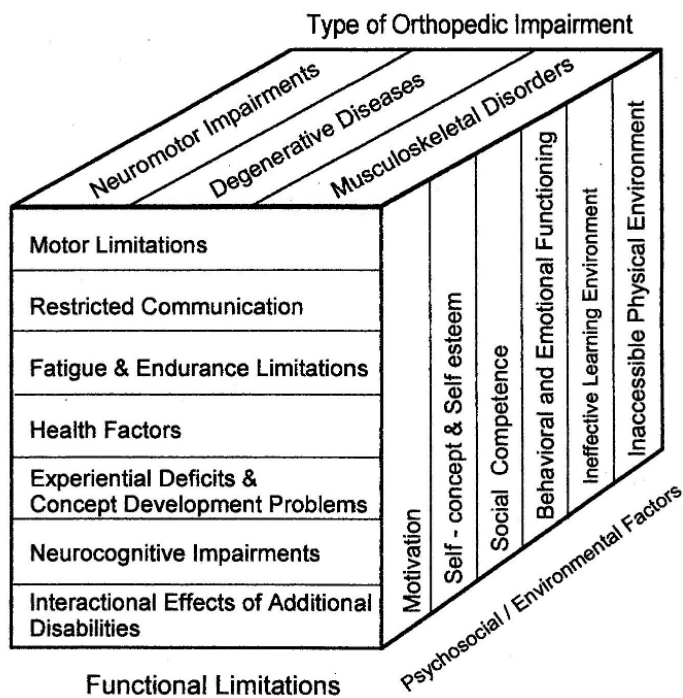 Type of Orthopedic Impairment
Neuromotor Impairments
Degenerative Diseases
Musculoskeletal Disorders
Motor Limitations
Restricted Communication
Fatigue & Endurance Limitations
Health Factors
Experiential Deficits &
Concept Development Problems
Neurocognitive Impairments
Interactional Effects of Additional
Disabilities
Motivation
Self - concept & Self esteem
Social Competence
Behavioral and Emotional Functioning
Ineffective Learning Environment
Inaccessible Physical Environment
Psychosocial / Environmental Factors
Functional Limitations